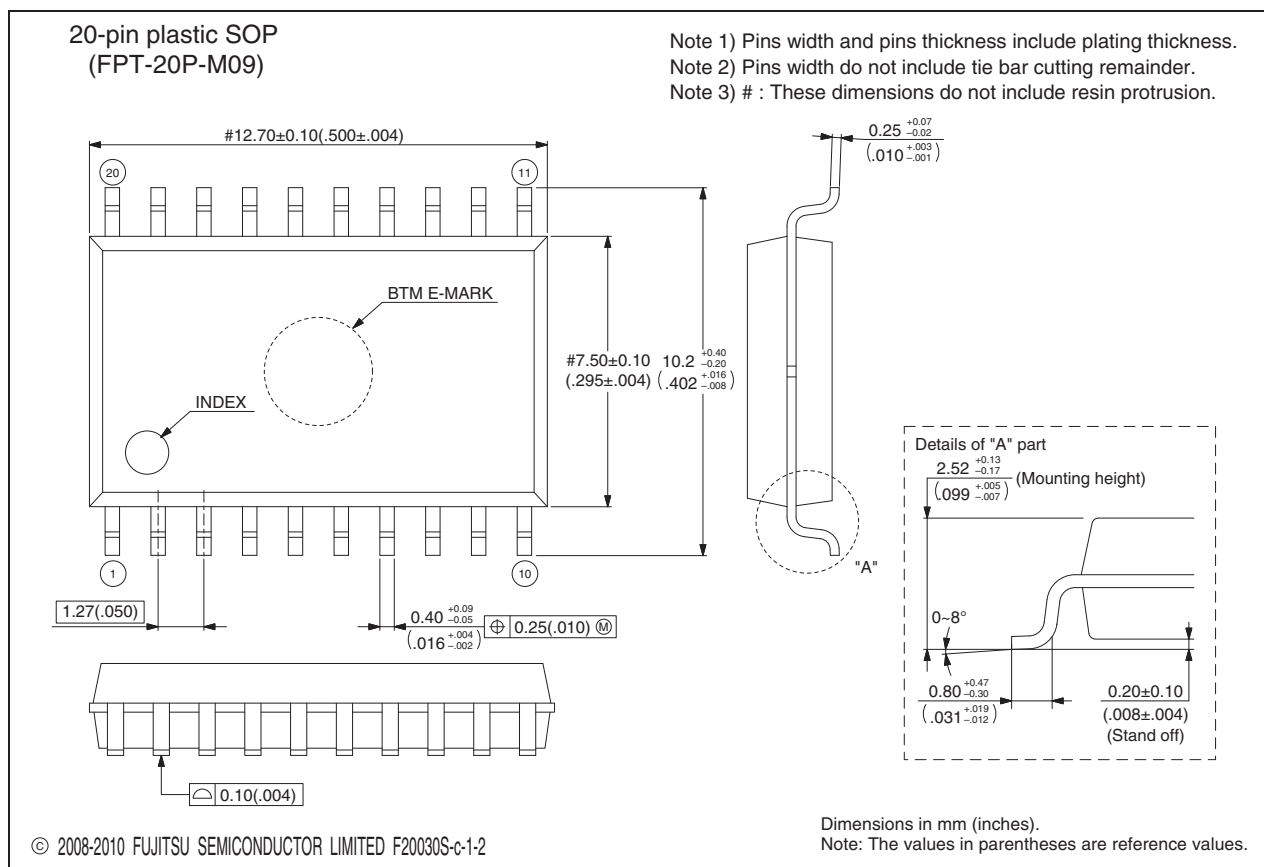 20-pin plastic SOP
(FPT-20P-M09)
Note 1) Pins width and pins thickness include plating thickness.
Note 2) Pins width do not include tie bar cutting remainder.
Note 3) # : These dimensions do not include resin protrusion.
#12.70±0.10(.500±.004)
0.25 +0.07 −0.02
(.010 +.003 −.001)
20
11
BTM E-MARK
#7.50±0.10
(.295±.004)
10.2 +0.40 −0.20
(.402 +.016 −.008)
INDEX
1
10
"A"
1.27(.050)
0.40 +0.09 −0.05
(.016 +.004 −.002)
⌖ 0.25(.010) Ⓜ
⌓ 0.10(.004)
Details of "A" part
2.52 +0.13 −0.17
(.099 +.005 −.007)
(Mounting height)
0~8°
0.80 +0.47 −0.30
(.031 +.019 −.012)
0.20±0.10
(.008±.004)
(Stand off)
© 2008-2010 FUJITSU SEMICONDUCTOR LIMITED F20030S-c-1-2
Dimensions in mm (inches).
Note: The values in parentheses are reference values.